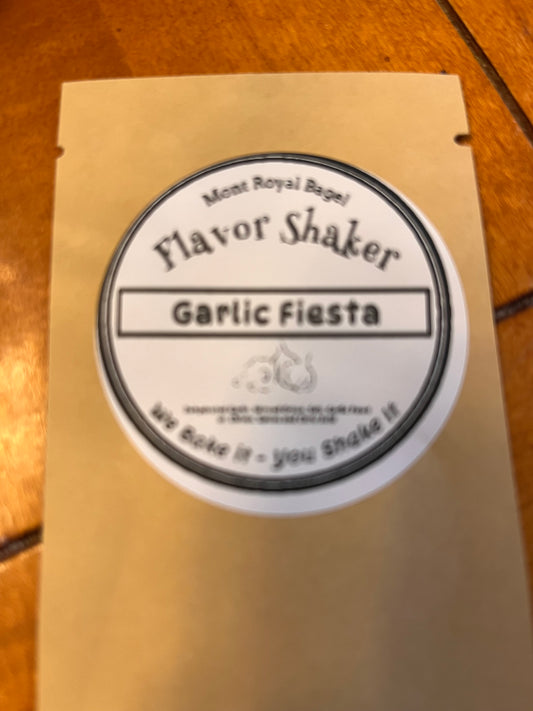 Mont Royal Bagel
Flavor Shaker
Garlic Fiesta
We Bake it - You Shake it